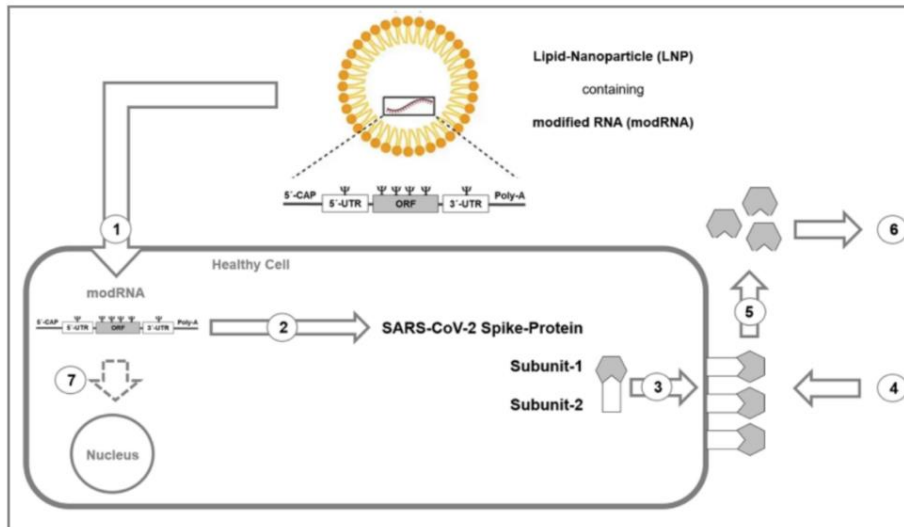 Lipid-Nanoparticle (LNP)
containing
modified RNA (modRNA)
Ψ Ψ Ψ Ψ Ψ Ψ
5´-CAP 5´-UTR ORF 3´-UTR Poly-A
1
6
Healthy Cell
modRNA
Ψ Ψ Ψ Ψ Ψ Ψ
5´-CAP 5´-UTR ORF 3´-UTR Poly-A
2
SARS-CoV-2 Spike-Protein
5
Subunit-1
7
3
4
Subunit-2
Nucleus